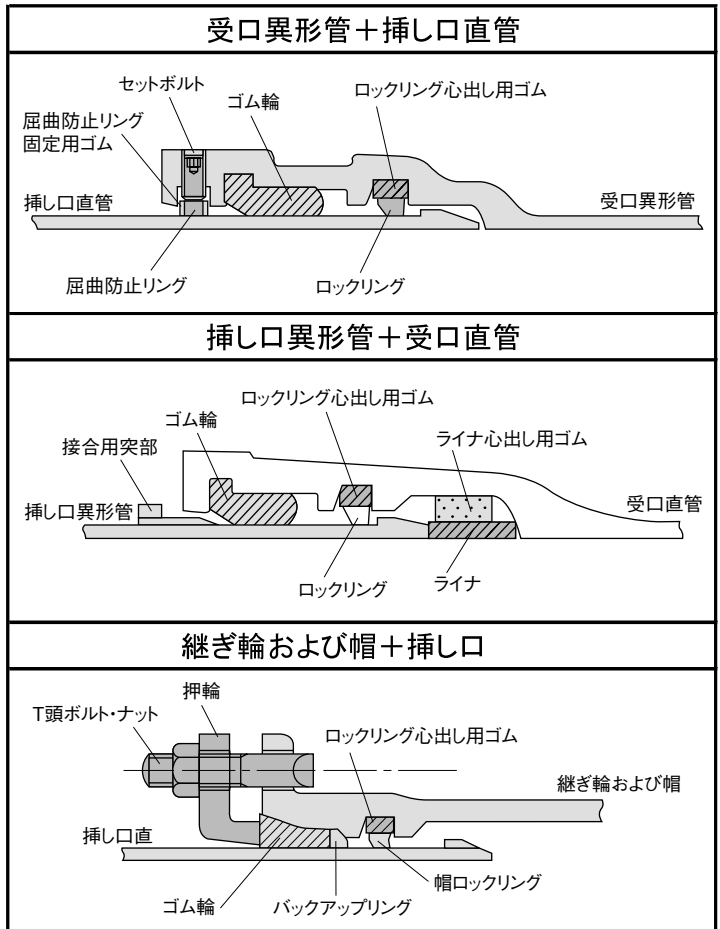 受口異形管＋挿し口直管
セットボルト
ゴム輪
ロックリング心出し用ゴム
屈曲防止リング
固定用ゴム
挿し口直管
受口異形管
屈曲防止リング
ロックリング
挿し口異形管＋受口直管
ロックリング心出し用ゴム
ゴム輪
ライナ心出し用ゴム
接合用突部
挿し口異形管
受口直管
ロックリング
ライナ
継ぎ輪および帽＋挿し口
押輪
T頭ボルト・ナット
ロックリング心出し用ゴム
継ぎ輪および帽
挿し口直
帽ロックリング
ゴム輪
バックアップリング